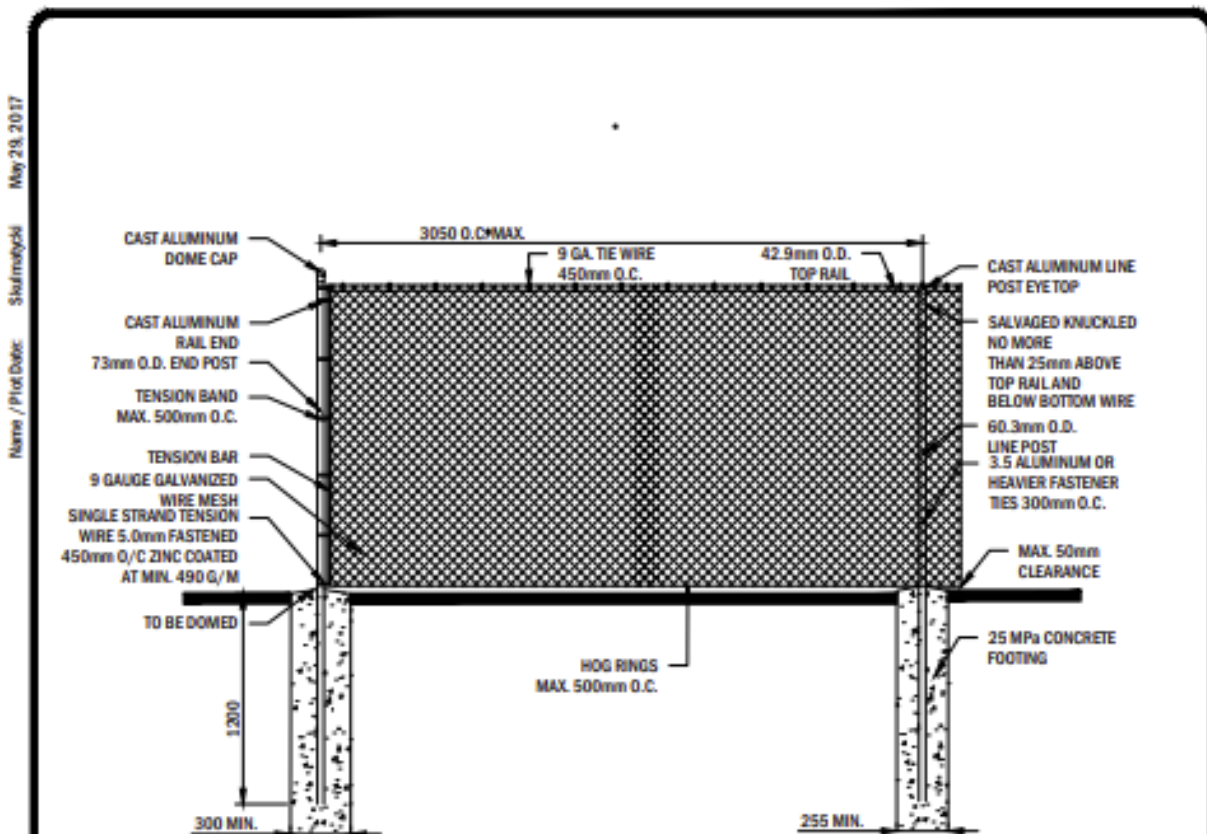 May 29, 2017
Skulmatycki
Name / Plot Date:
3050 O.C. MAX.
CAST ALUMINUM
DOME CAP
9 GA. TIE WIRE
450mm O.C.
42.9mm O.D.
TOP RAIL
CAST ALUMINUM LINE
POST EYE TOP
CAST ALUMINUM
RAIL END
73mm O.D. END POST
TENSION BAND
MAX. 500mm O.C.
TENSION BAR
9 GAUGE GALVANIZED
WIRE MESH
SINGLE STRAND TENSION
WIRE 5.0mm FASTENED
450mm O/C ZINC COATED
AT MIN. 490 G/M
TO BE DOMED
SALVAGED KNUCKLED
NO MORE
THAN 25mm ABOVE
TOP RAIL AND
BELOW BOTTOM WIRE
60.3mm O.D.
LINE POST
3.5 ALUMINUM OR
HEAVIER FASTENER
TIES 300mm O.C.
MAX. 50mm
CLEARANCE
25 MPa CONCRETE
FOOTING
HOG RINGS
MAX. 500mm O.C.
1200
300 MIN.
255 MIN.